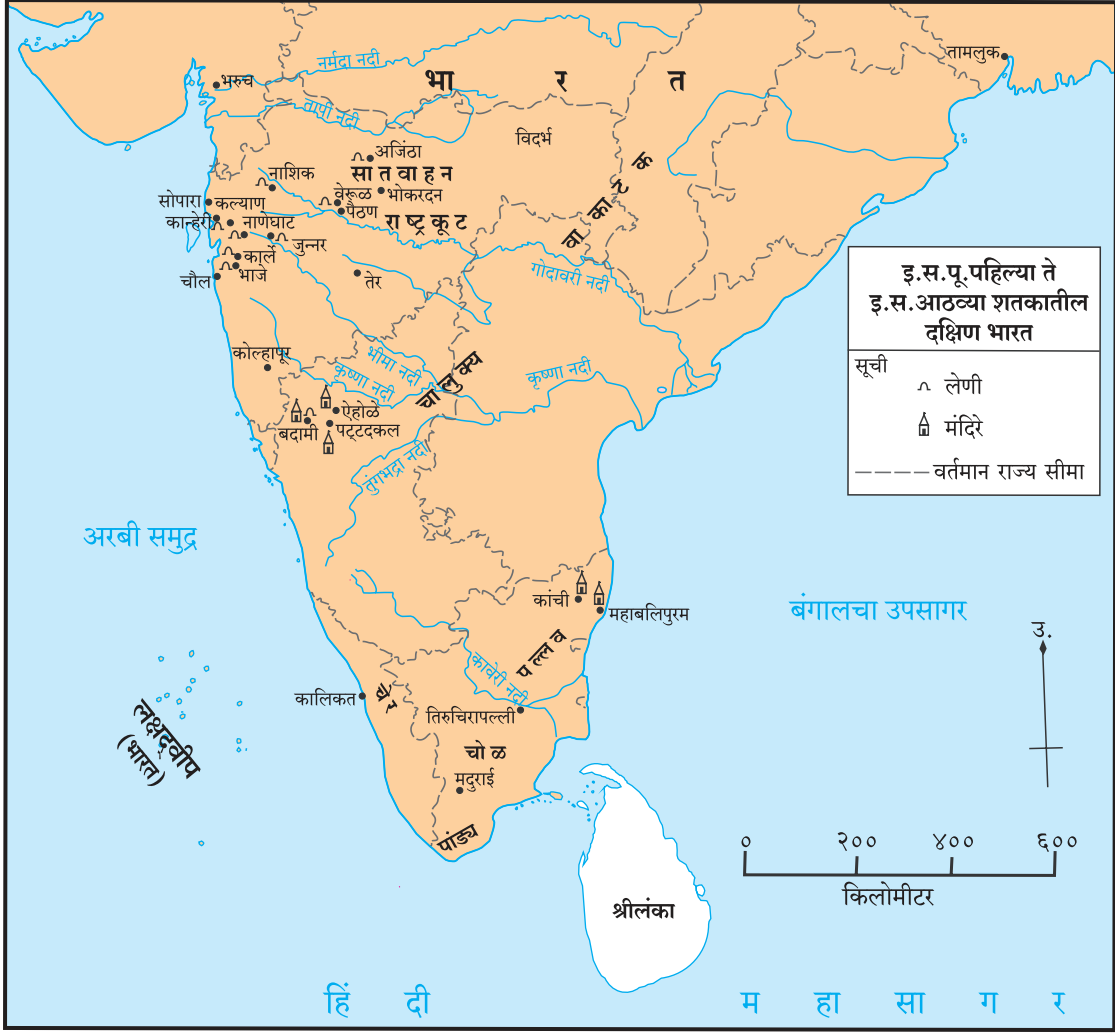 नर्मदा नदी
तामलुक
भरुच
भा र त
तापी नदी
विदर्भ
अजिंठा
सा त वा ह न
नाशिक
वेरूळ
भोकरदन
वा का ट क
सोपारा
कल्याण
पैठण
रा ष्ट्र कू ट
कान्हेरी
नाणेघाट
जुन्नर
कार्ले
भाजे
चौल
तेर
गोदावरी नदी
इ.स.पू.पहिल्या ते
इ.स.आठव्या शतकातील
दक्षिण भारत
सूची
लेणी
मंदिरे
वर्तमान राज्य सीमा
कोल्हापूर
भीमा नदी
कृष्णा नदी
चालुक्य
कृष्णा नदी
ऐहोळे
बदामी
पट्टदकल
तुंगभद्रा नदी
अरबी समुद्र
कांची
महाबलिपुरम
बंगालचा उपसागर
उ.
प ल्ल व
कावेरी नदी
कालिकत
चेर
तिरुचिरापल्ली
लक्षद्वीप
(भारत)
चो ळ
मदुराई
पांड्य
० २०० ४०० ६००
किलोमीटर
श्रीलंका
हिं दी म हा सा ग र